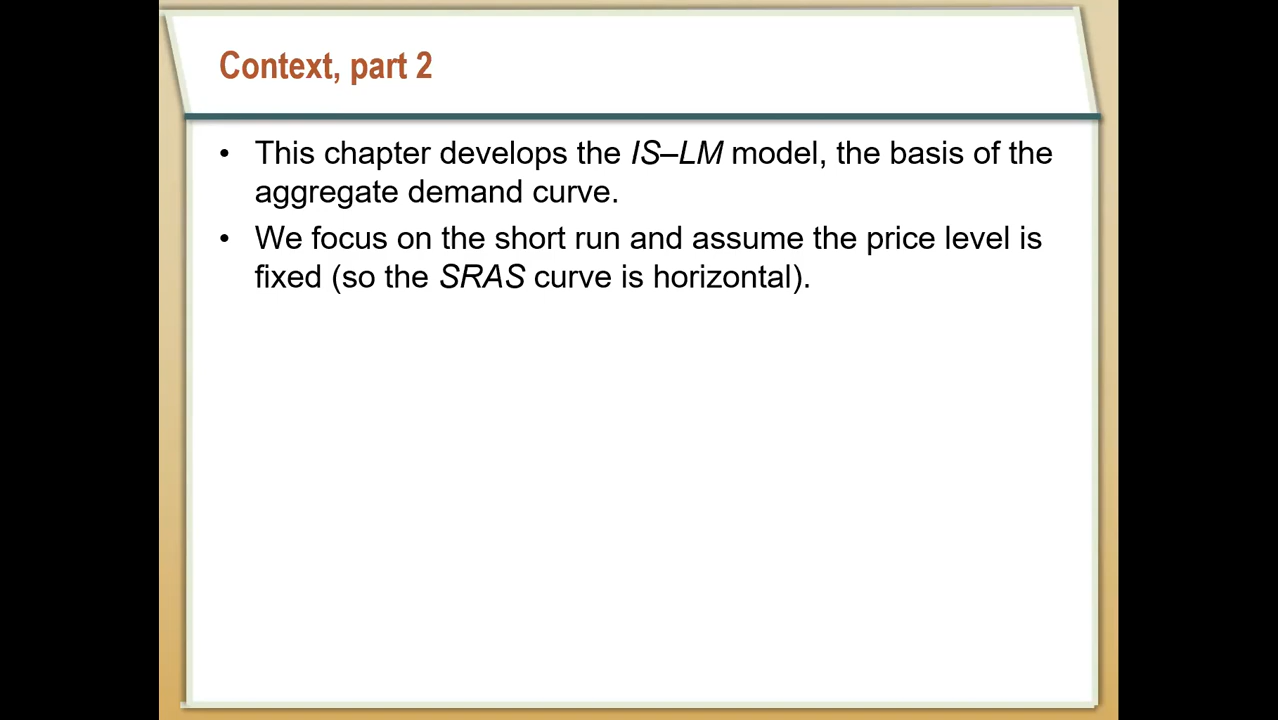 Context, part 2
• This chapter develops the IS–LM model, the basis of the
aggregate demand curve.
• We focus on the short run and assume the price level is
fixed (so the SRAS curve is horizontal).